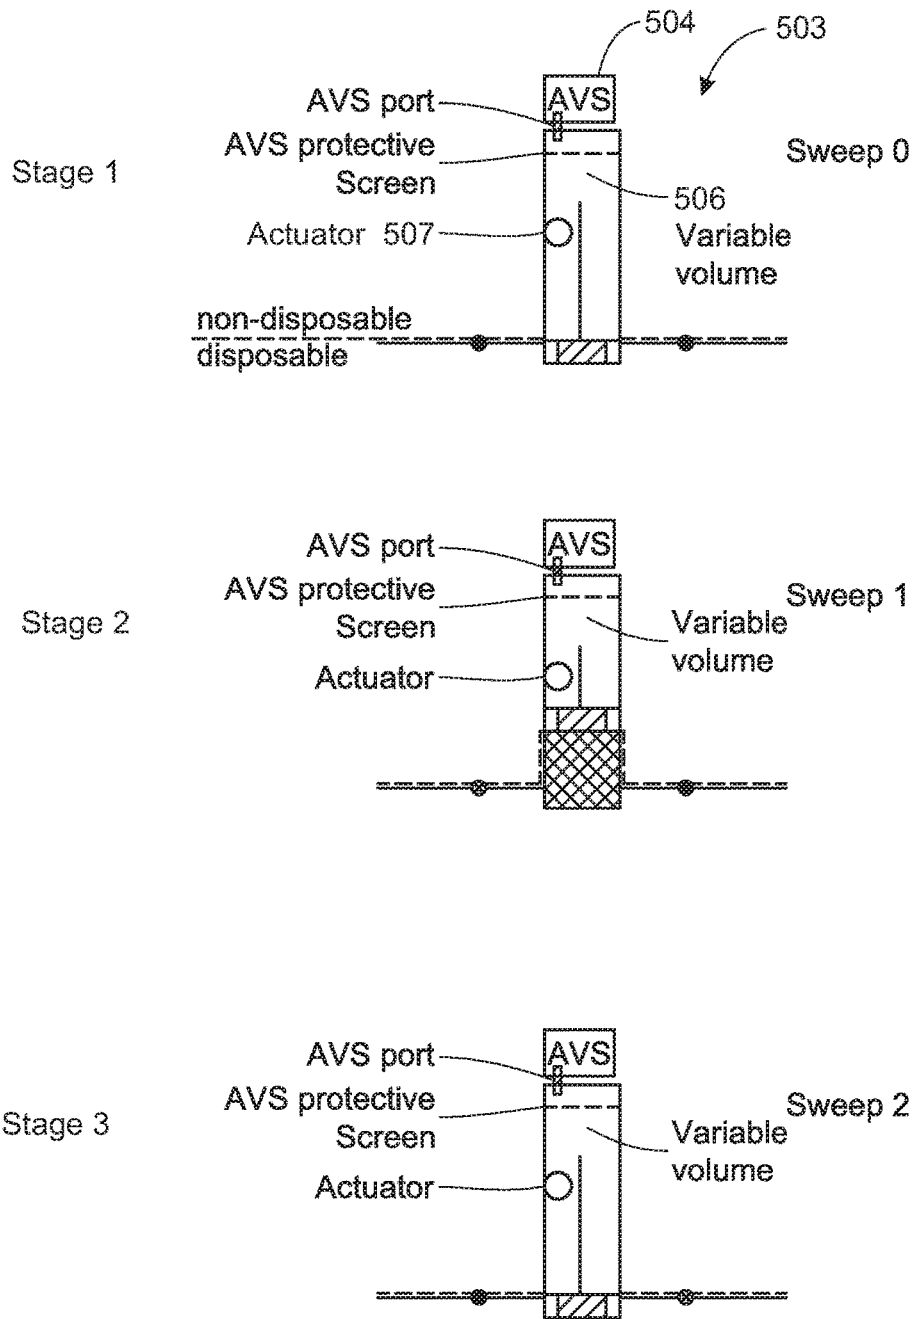 504
503
AVS
AVS port
AVS protective
Screen
Stage 1
Sweep 0
506
Actuator 507
Variable
volume
non-disposable
disposable
AVS
AVS port
AVS protective
Screen
Stage 2
Sweep 1
Variable
volume
Actuator
AVS
AVS port
AVS protective
Screen
Stage 3
Sweep 2
Variable
volume
Actuator